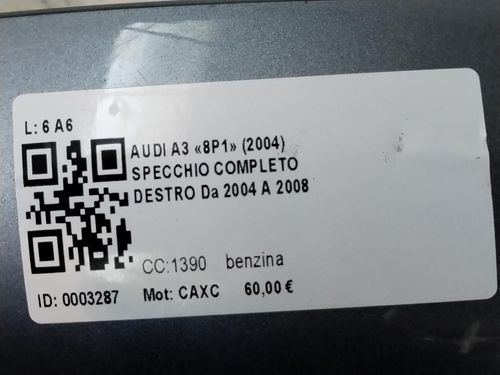 L: 6 A6
AUDI A3 «8P1» (2004)
SPECCHIO COMPLETO
DESTRO Da 2004 A 2008
CC:1390 benzina
ID: 0003287 Mot: CAXC 60,00 €